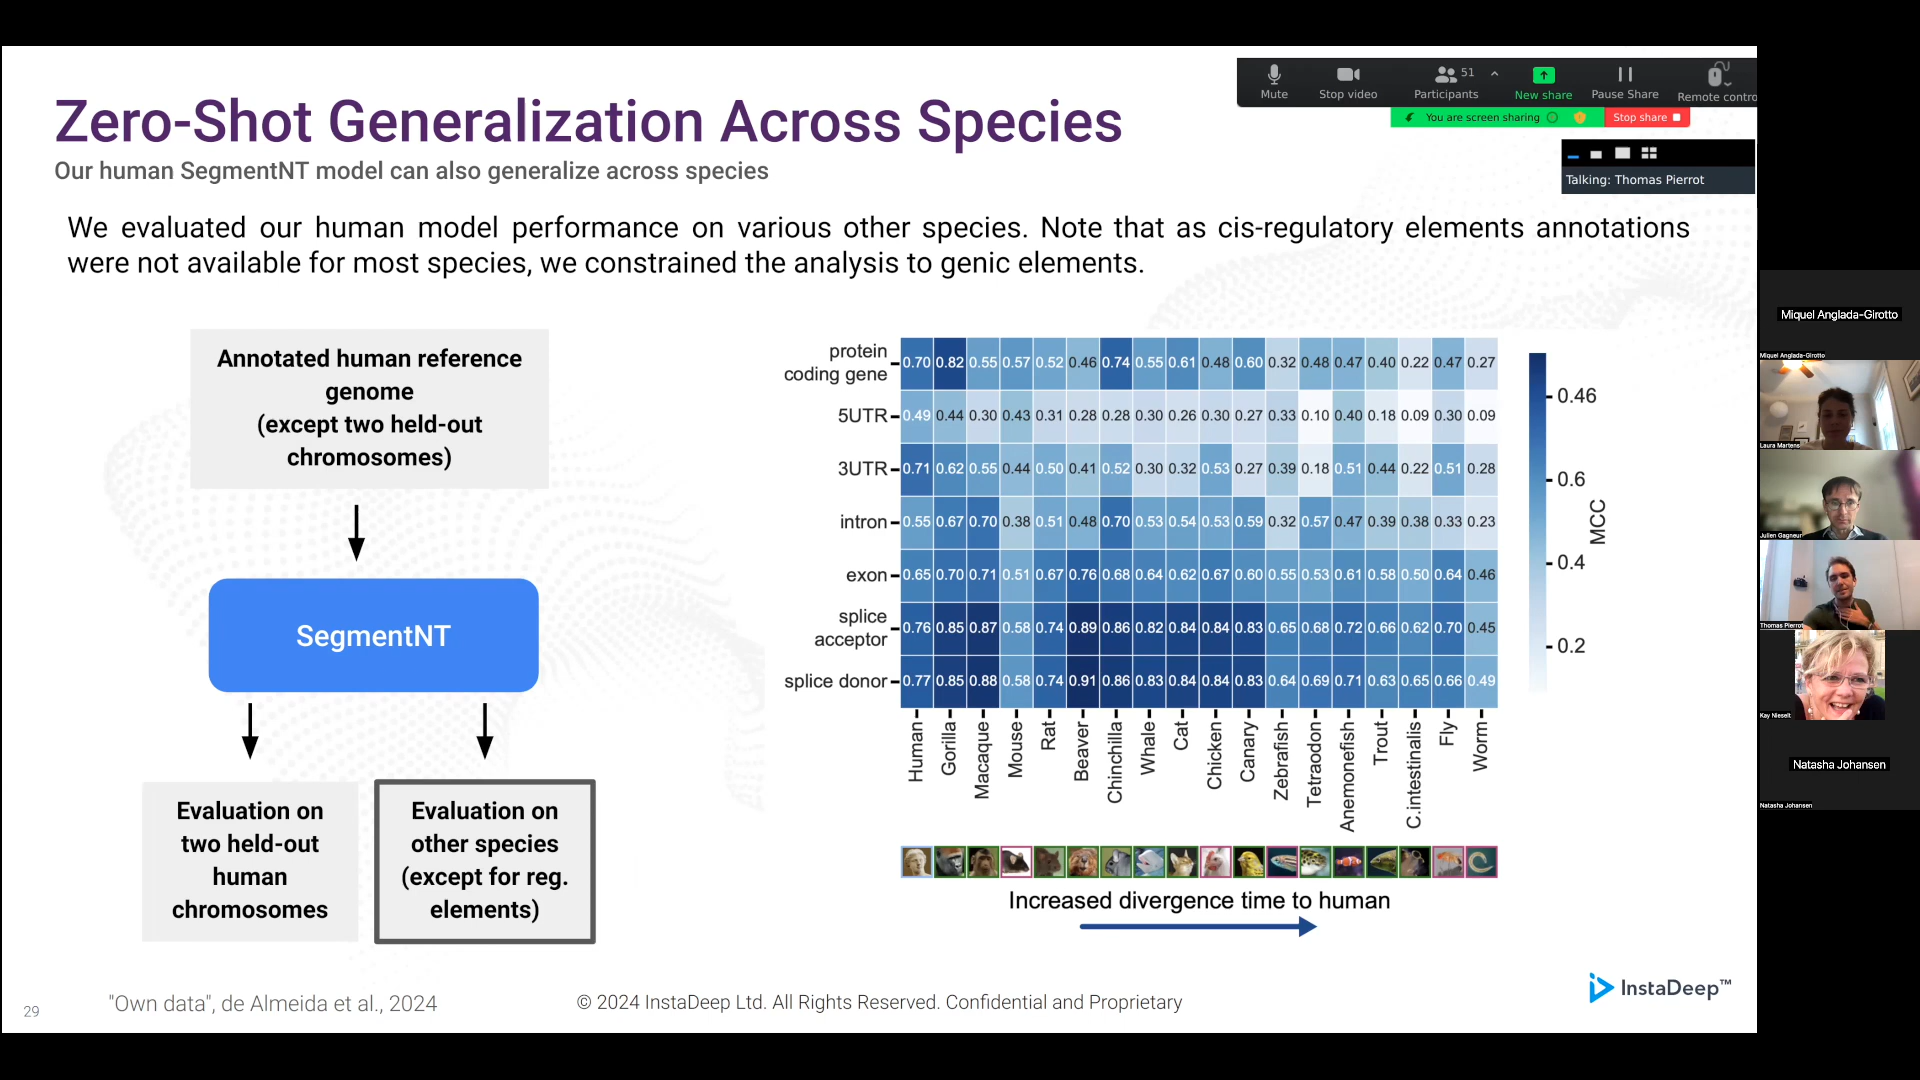 Zero-Shot Generalization Across Species
Our human SegmentNT model can also generalize across species
We evaluated our human model performance on various other species. Note that as cis-regulatory elements annotations
were not available for most species, we constrained the analysis to genic elements.
Mute
Stop video
Participants
51
New share
Pause Share
Remote contro
You are screen sharing
Stop share
Talking: Thomas Pierrot
Annotated human reference
genome
(except two held-out
chromosomes)
SegmentNT
Evaluation on
two held-out
human
chromosomes
Evaluation on
other species
(except for reg.
elements)
protein
coding gene
0.70 0.82 0.55 0.57 0.52 0.46 0.74 0.55 0.61 0.48 0.60 0.32 0.48 0.47 0.40 0.22 0.47 0.27
5UTR
0.49 0.44 0.30 0.43 0.31 0.28 0.28 0.30 0.26 0.30 0.27 0.33 0.10 0.40 0.18 0.09 0.30 0.09
3UTR
0.71 0.62 0.55 0.44 0.50 0.41 0.52 0.30 0.32 0.53 0.27 0.39 0.18 0.51 0.44 0.22 0.51 0.28
intron
0.55 0.67 0.70 0.38 0.51 0.48 0.70 0.53 0.54 0.53 0.59 0.32 0.57 0.47 0.39 0.38 0.33 0.23
exon
0.65 0.70 0.71 0.51 0.67 0.76 0.68 0.64 0.62 0.67 0.60 0.55 0.53 0.61 0.58 0.50 0.64 0.46
splice
acceptor
0.76 0.85 0.87 0.58 0.74 0.89 0.86 0.82 0.84 0.84 0.83 0.65 0.68 0.72 0.66 0.62 0.70 0.45
splice donor
0.77 0.85 0.88 0.58 0.74 0.91 0.86 0.83 0.84 0.84 0.83 0.64 0.69 0.71 0.63 0.65 0.66 0.49
Human
Gorilla
Macaque
Mouse
Rat
Beaver
Chinchilla
Whale
Cat
Chicken
Canary
Zebrafish
Tetraodon
Anemonefish
Trout
C.intestinalis
Fly
Worm
0.46
0.6
0.4
0.2
MCC
Increased divergence time to human
29
"Own data", de Almeida et al., 2024
© 2024 InstaDeep Ltd. All Rights Reserved. Confidential and Proprietary
InstaDeep™
Miquel Anglada-Girotto
Miquel Anglada-Girotto
Laura Martens
Julien Gagneur
Thomas Pierrot
Kay Nieselt
Natasha Johansen
Natasha Johansen